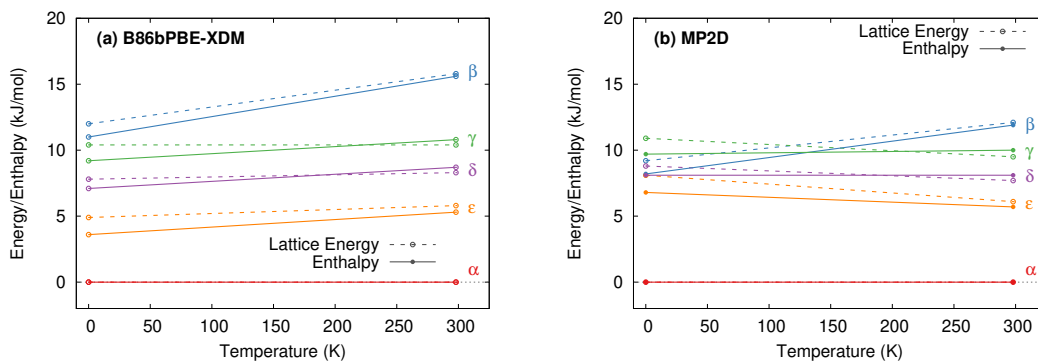 (a) B86bPBE-XDM
Energy/Enthalpy (kJ/mol)
20
15
10
5
0
β
γ
δ
ε
α
Lattice Energy
Enthalpy
0 50 100 150 200 250 300
Temperature (K)
(b) MP2D
Lattice Energy
Enthalpy
Energy/Enthalpy (kJ/mol)
20
15
10
5
0
β
γ
δ
ε
α
0 50 100 150 200 250 300
Temperature (K)